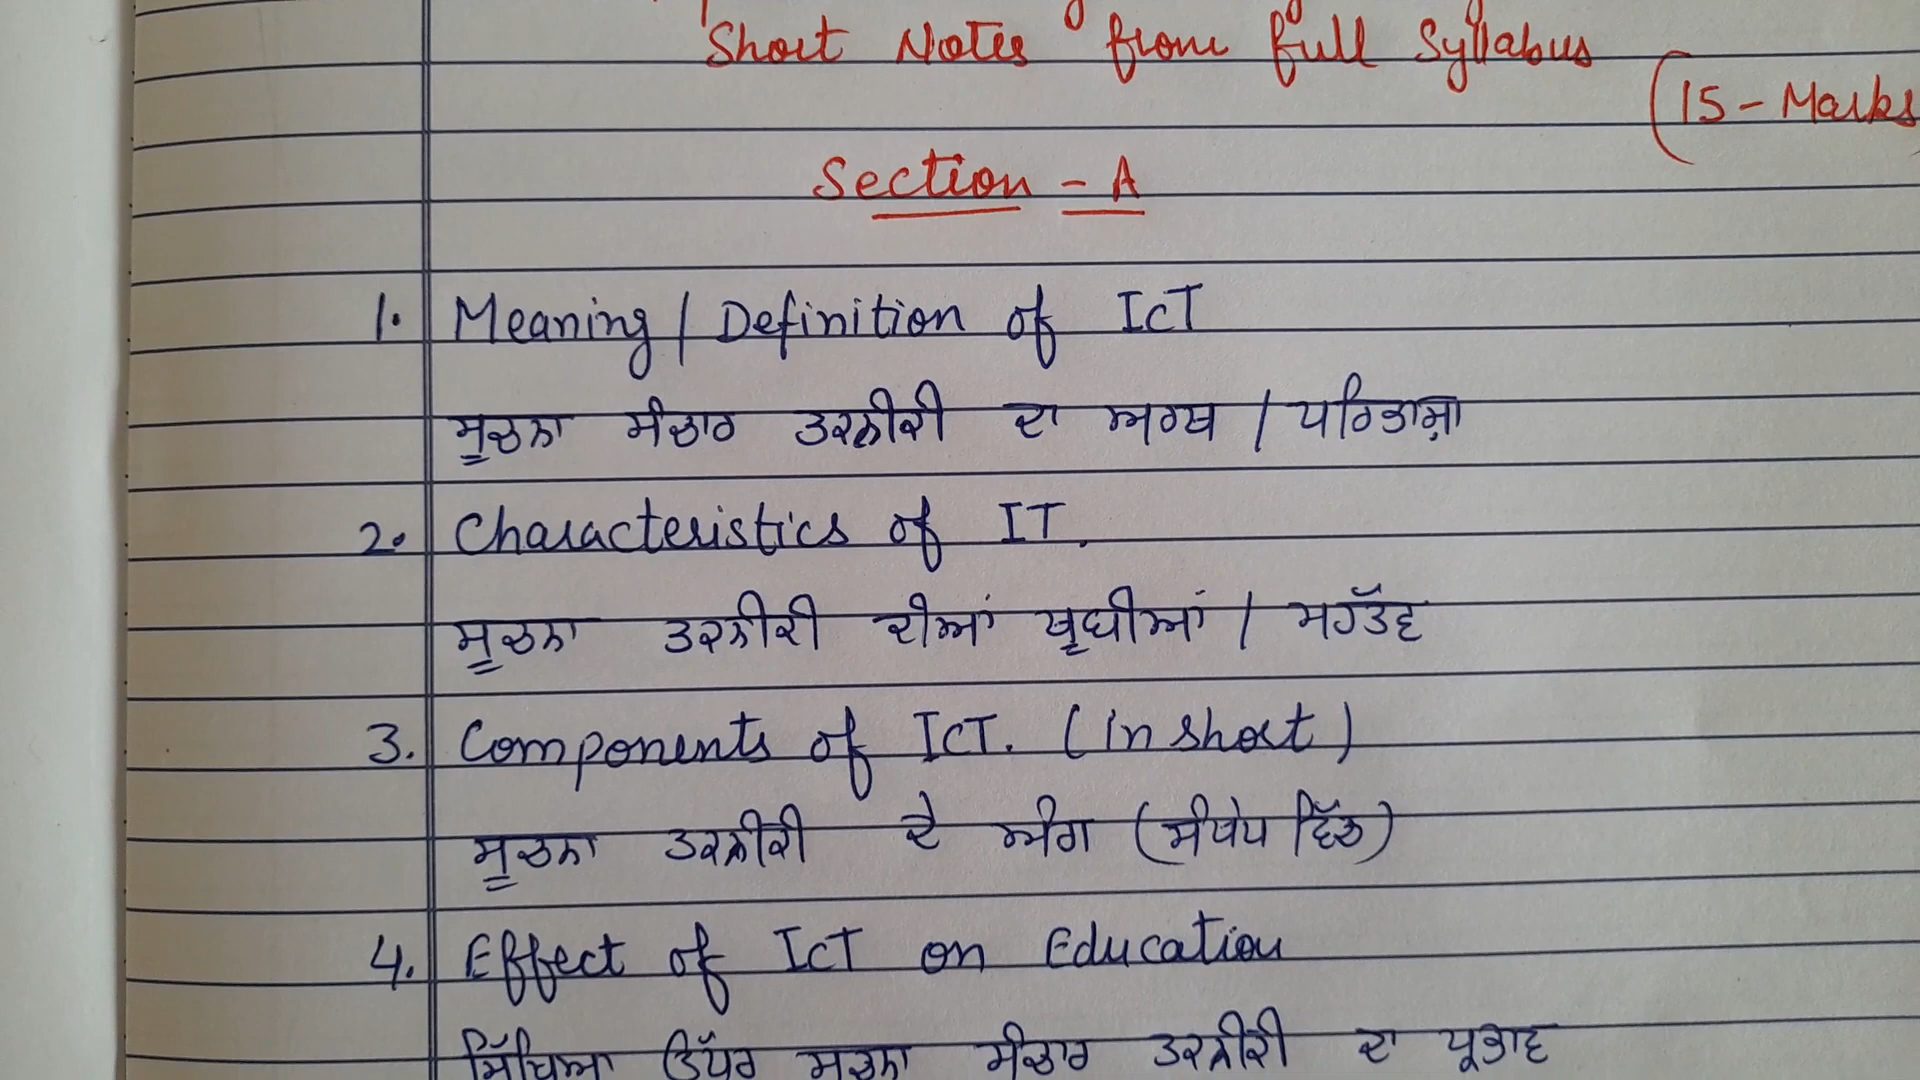 Short Notes from full Syllabus
(15 - Marks
Section - A
1. Meaning / Definition of ICT
ਸੂਚਨਾ ਸੰਚਾਰ ਤਕਨੀਕੀ ਦਾ ਅਰਥ / ਪਰਿਭਾਸ਼ਾ
2. Characteristics of IT.
ਸੂਚਨਾ ਤਕਨੀਕੀ ਦੀਆਂ ਖੂਬੀਆਂ / ਮਹੱਤਵ
3. Components of ICT. (in short)
ਸੂਚਨਾ ਤਕਨੀਕੀ ਦੇ ਅੰਗ (ਸੰਖੇਪ ਵਿੱਚ)
4. Effect of ICT on Education
ਸਿੱਖਿਆ ਉੱਪਰ ਸੂਚਨਾ ਸੰਚਾਰ ਤਕਨੀਕੀ ਦਾ ਪ੍ਰਭਾਵ